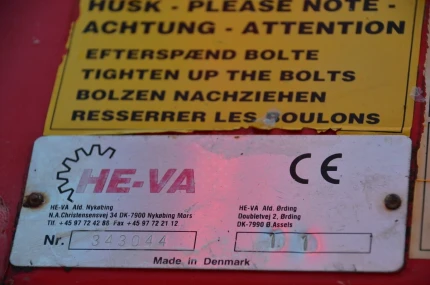 HUSK - PLEASE NOTE -
ACHTUNG - ATTENTION
EFTERSPÆND BOLTE
TIGHTEN UP THE BOLTS
BOLZEN NACHZIEHEN
RESSERRER LES BOULONS
HE-VA
CE
HE-VA Afd. Nykøbing
N.A.Christensensvej 34 DK-7900 Nykøbing Mors
Tlf. +45 97 72 42 88 Fax +45 97 72 21 12
HE-VA Afd. Ørding
Doubletvej 2, Ørding
DK-7990 Ø.Assels
Nr. 343044
11
Made in Denmark